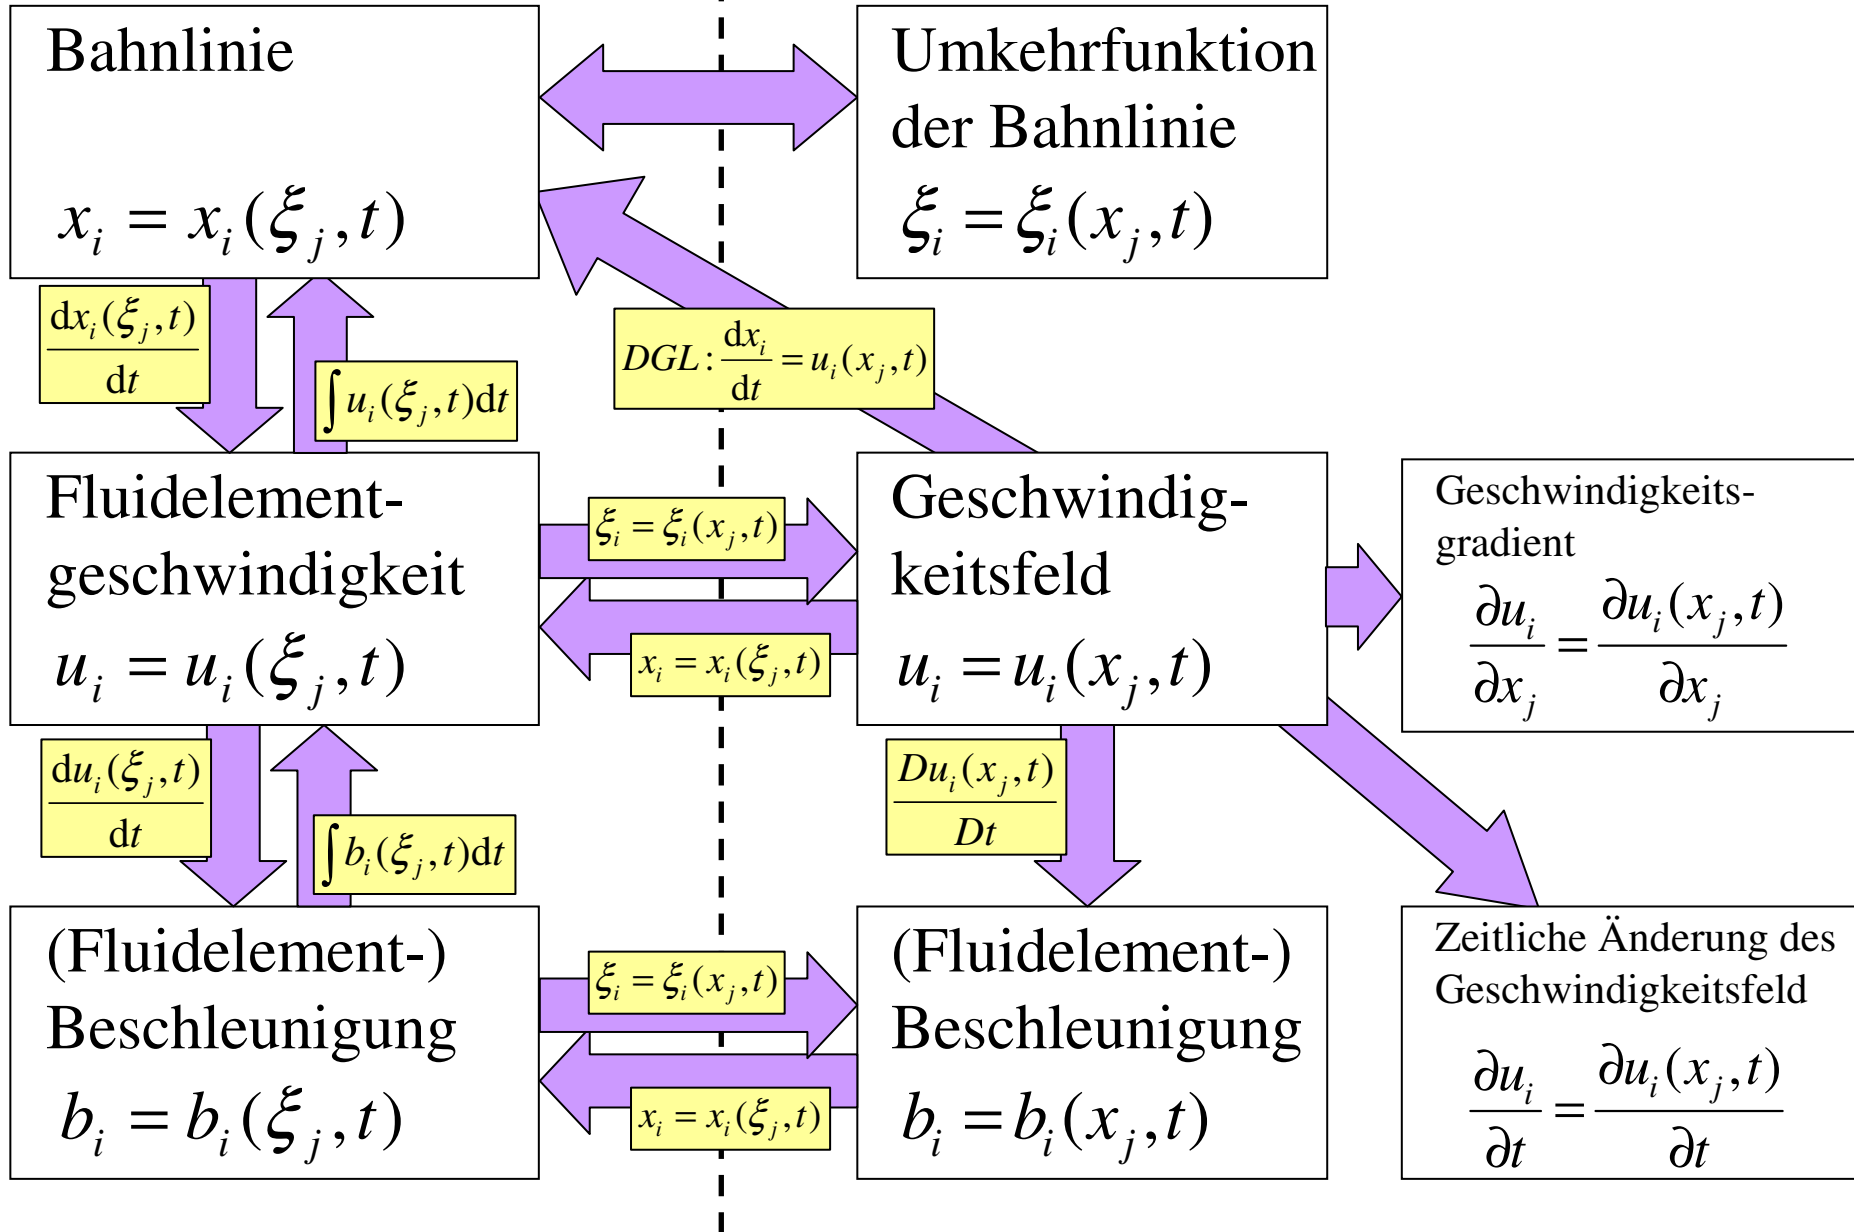 Bahnlinie
x_i = x_i(ξ_j, t)
Umkehrfunktion
der Bahnlinie
ξ_i = ξ_i(x_j, t)
dx_i(ξ_j, t)
dt
∫u_i(ξ_j, t)dt
DGL: dx_i/dt = u_i(x_j, t)
Fluidelement-
geschwindigkeit
u_i = u_i(ξ_j, t)
ξ_i = ξ_i(x_j, t)
x_i = x_i(ξ_j, t)
Geschwindig-
keitsfeld
u_i = u_i(x_j, t)
Geschwindigkeits-
gradient
∂u_i/∂x_j = ∂u_i(x_j, t)/∂x_j
du_i(ξ_j, t)
dt
∫b_i(ξ_j, t)dt
Du_i(x_j, t)
Dt
(Fluidelement-)
Beschleunigung
b_i = b_i(ξ_j, t)
ξ_i = ξ_i(x_j, t)
x_i = x_i(ξ_j, t)
(Fluidelement-)
Beschleunigung
b_i = b_i(x_j, t)
Zeitliche Änderung des
Geschwindigkeitsfeld
∂u_i/∂t = ∂u_i(x_j, t)/∂t